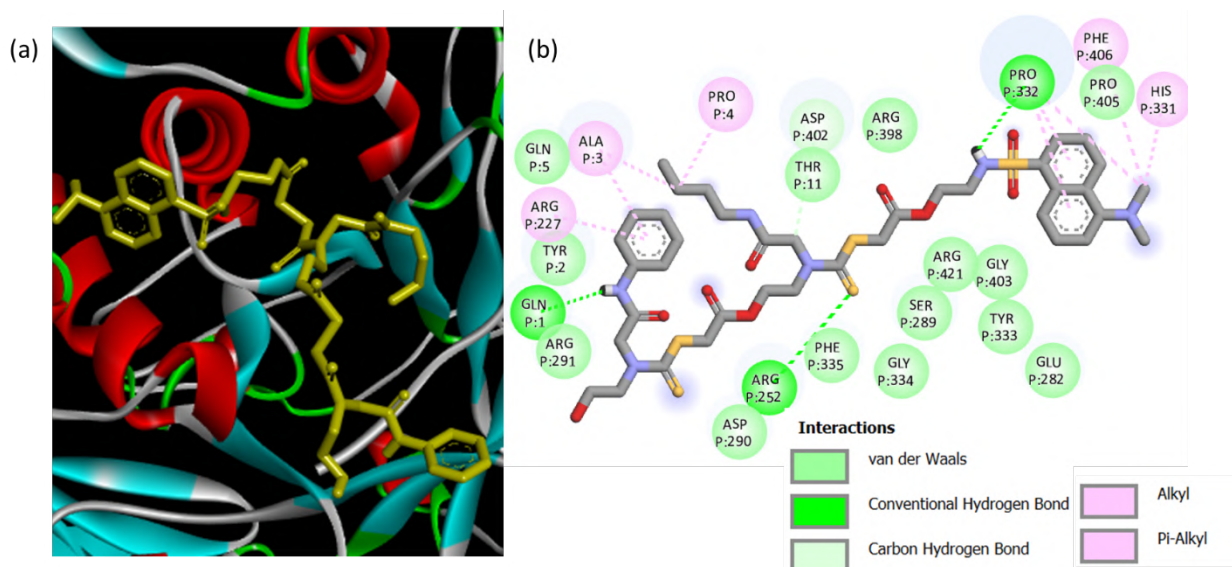 (a)
(b)
PHE
P:406
PRO
P:332
PRO
P:405
HIS
P:331
PRO
P:4
ASP
P:402
ARG
P:398
GLN
P:5
ALA
P:3
THR
P:11
ARG
P:227
TYR
P:2
ARG
P:421
GLY
P:403
GLN
P:1
SER
P:289
TYR
P:333
ARG
P:291
PHE
P:335
GLY
P:334
GLU
P:282
ARG
P:252
ASP
P:290
Interactions
van der Waals
Conventional Hydrogen Bond
Carbon Hydrogen Bond
Alkyl
Pi-Alkyl